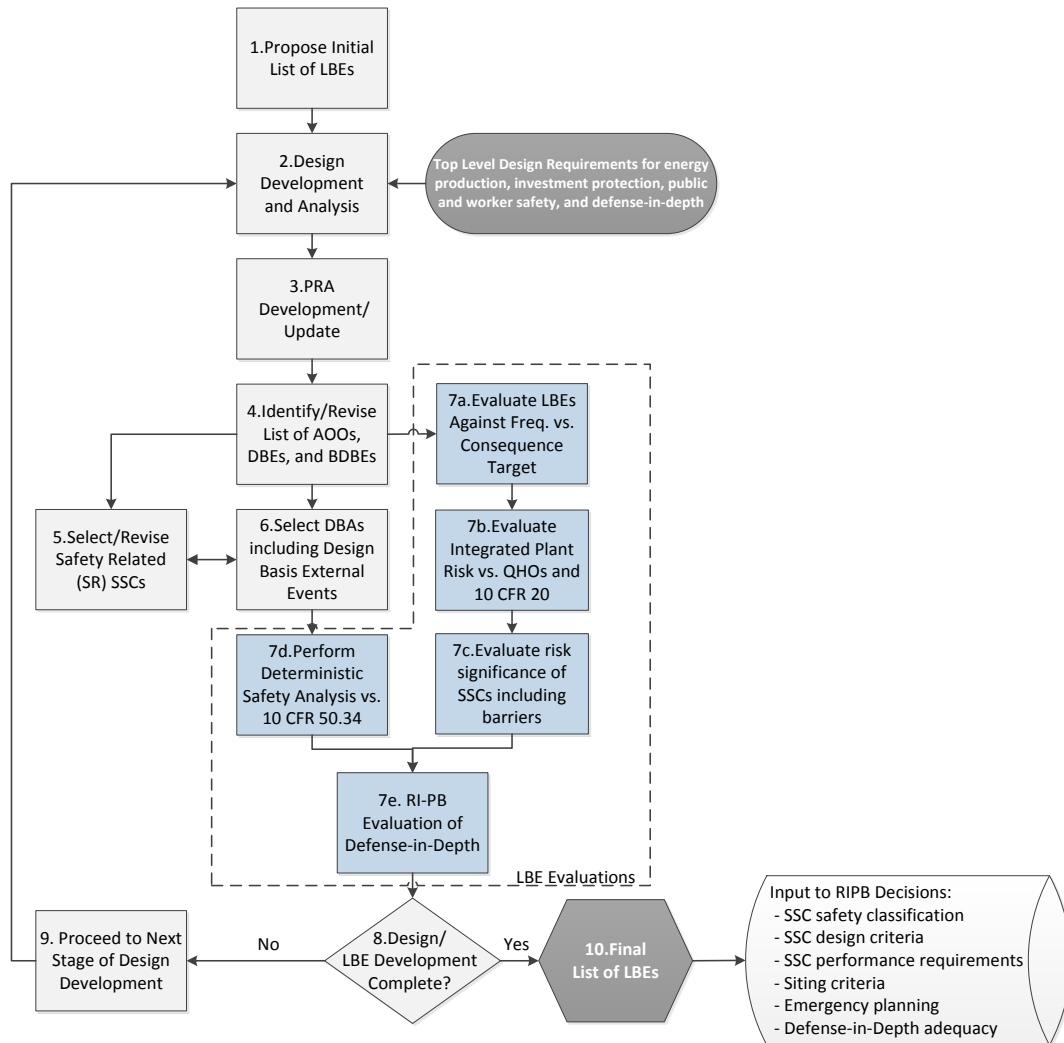 1.Propose Initial
List of LBEs
2.Design
Development
and Analysis
Top Level Design Requirements for energy
production, investment protection, public
and worker safety, and defense-in-depth
3.PRA
Development/
Update
4.Identify/Revise
List of AOOs,
DBEs, and BDBEs
7a.Evaluate LBEs
Against Freq. vs.
Consequence
Target
5.Select/Revise
Safety Related
(SR) SSCs
6.Select DBAs
including Design
Basis External
Events
7b.Evaluate
Integrated Plant
Risk vs. QHOs and
10 CFR 20
7d.Perform
Deterministic
Safety Analysis vs.
10 CFR 50.34
7c.Evaluate risk
significance of
SSCs including
barriers
7e. RI-PB
Evaluation of
Defense-in-Depth
LBE Evaluations
9. Proceed to Next
Stage of Design
Development
No
8.Design/
LBE Development
Complete?
Yes
10.Final
List of LBEs
Input to RIPB Decisions:
- SSC safety classification
- SSC design criteria
- SSC performance requirements
- Siting criteria
- Emergency planning
- Defense-in-Depth adequacy